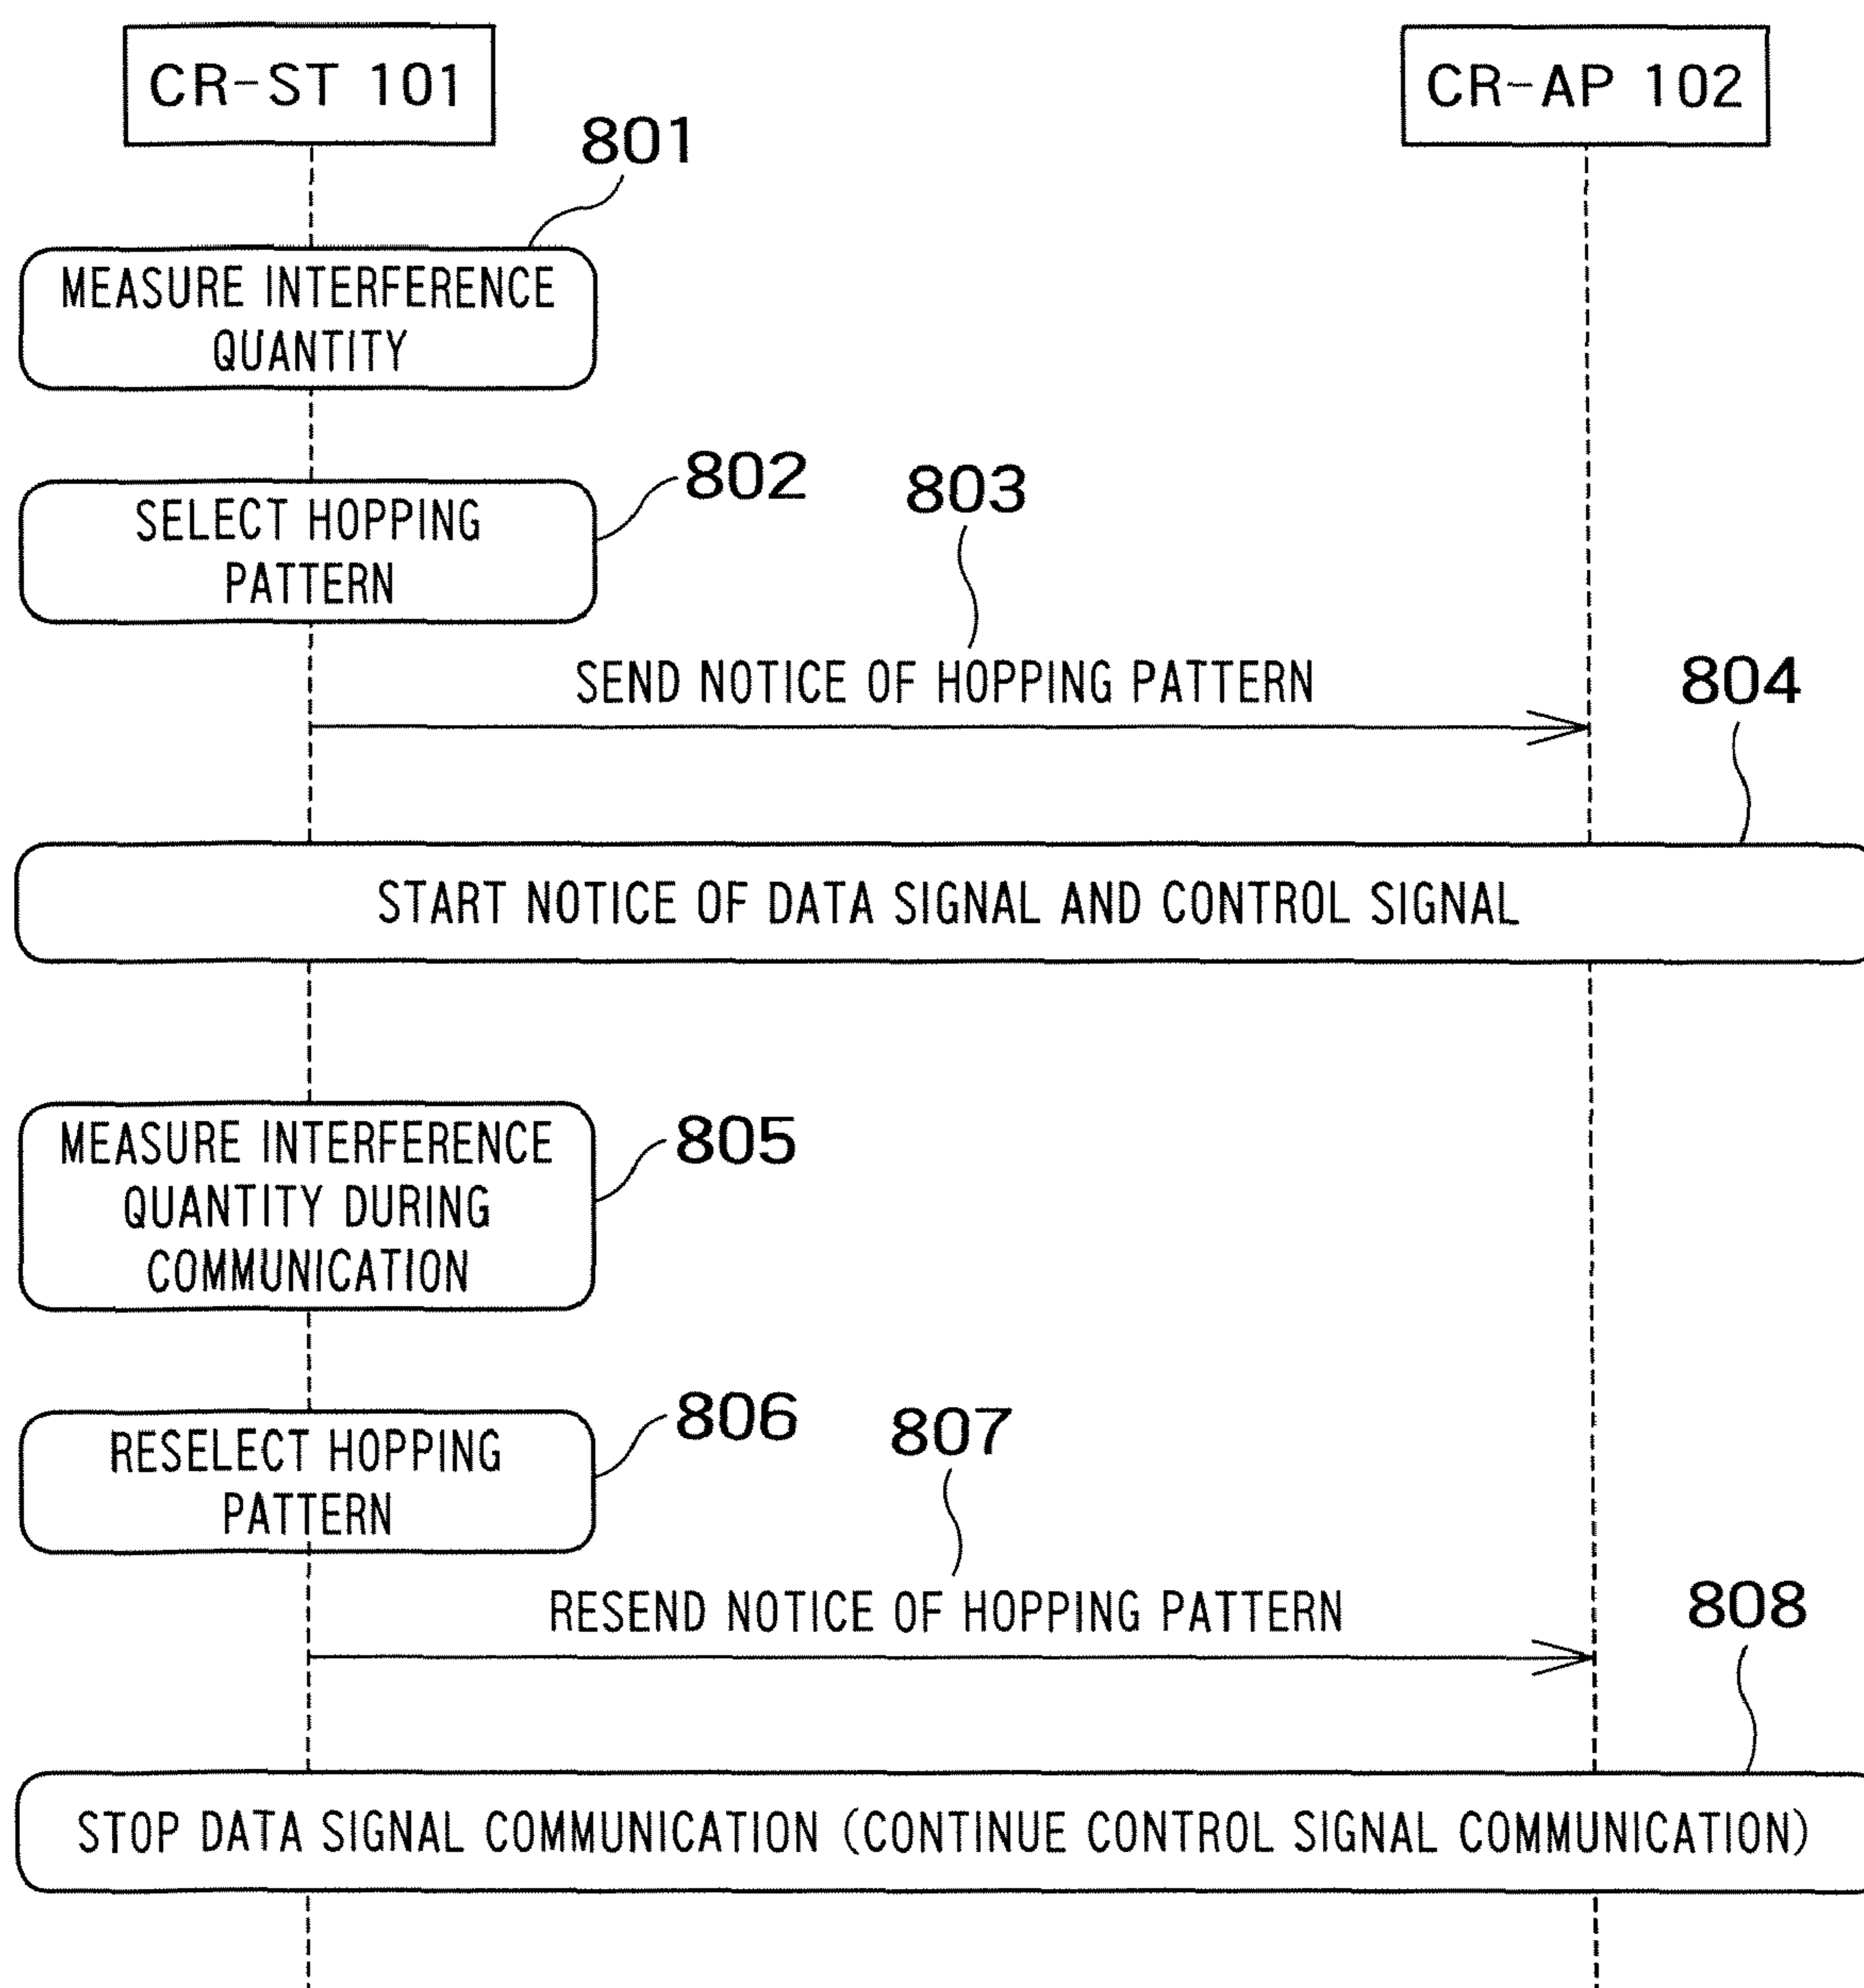 CR-ST 101
CR-AP 102
801
MEASURE INTERFERENCE
QUANTITY
802
803
SELECT HOPPING
PATTERN
SEND NOTICE OF HOPPING PATTERN
804
START NOTICE OF DATA SIGNAL AND CONTROL SIGNAL
MEASURE INTERFERENCE
QUANTITY DURING
COMMUNICATION
805
RESELECT HOPPING
PATTERN
806
807
RESEND NOTICE OF HOPPING PATTERN
808
STOP DATA SIGNAL COMMUNICATION (CONTINUE CONTROL SIGNAL COMMUNICATION)